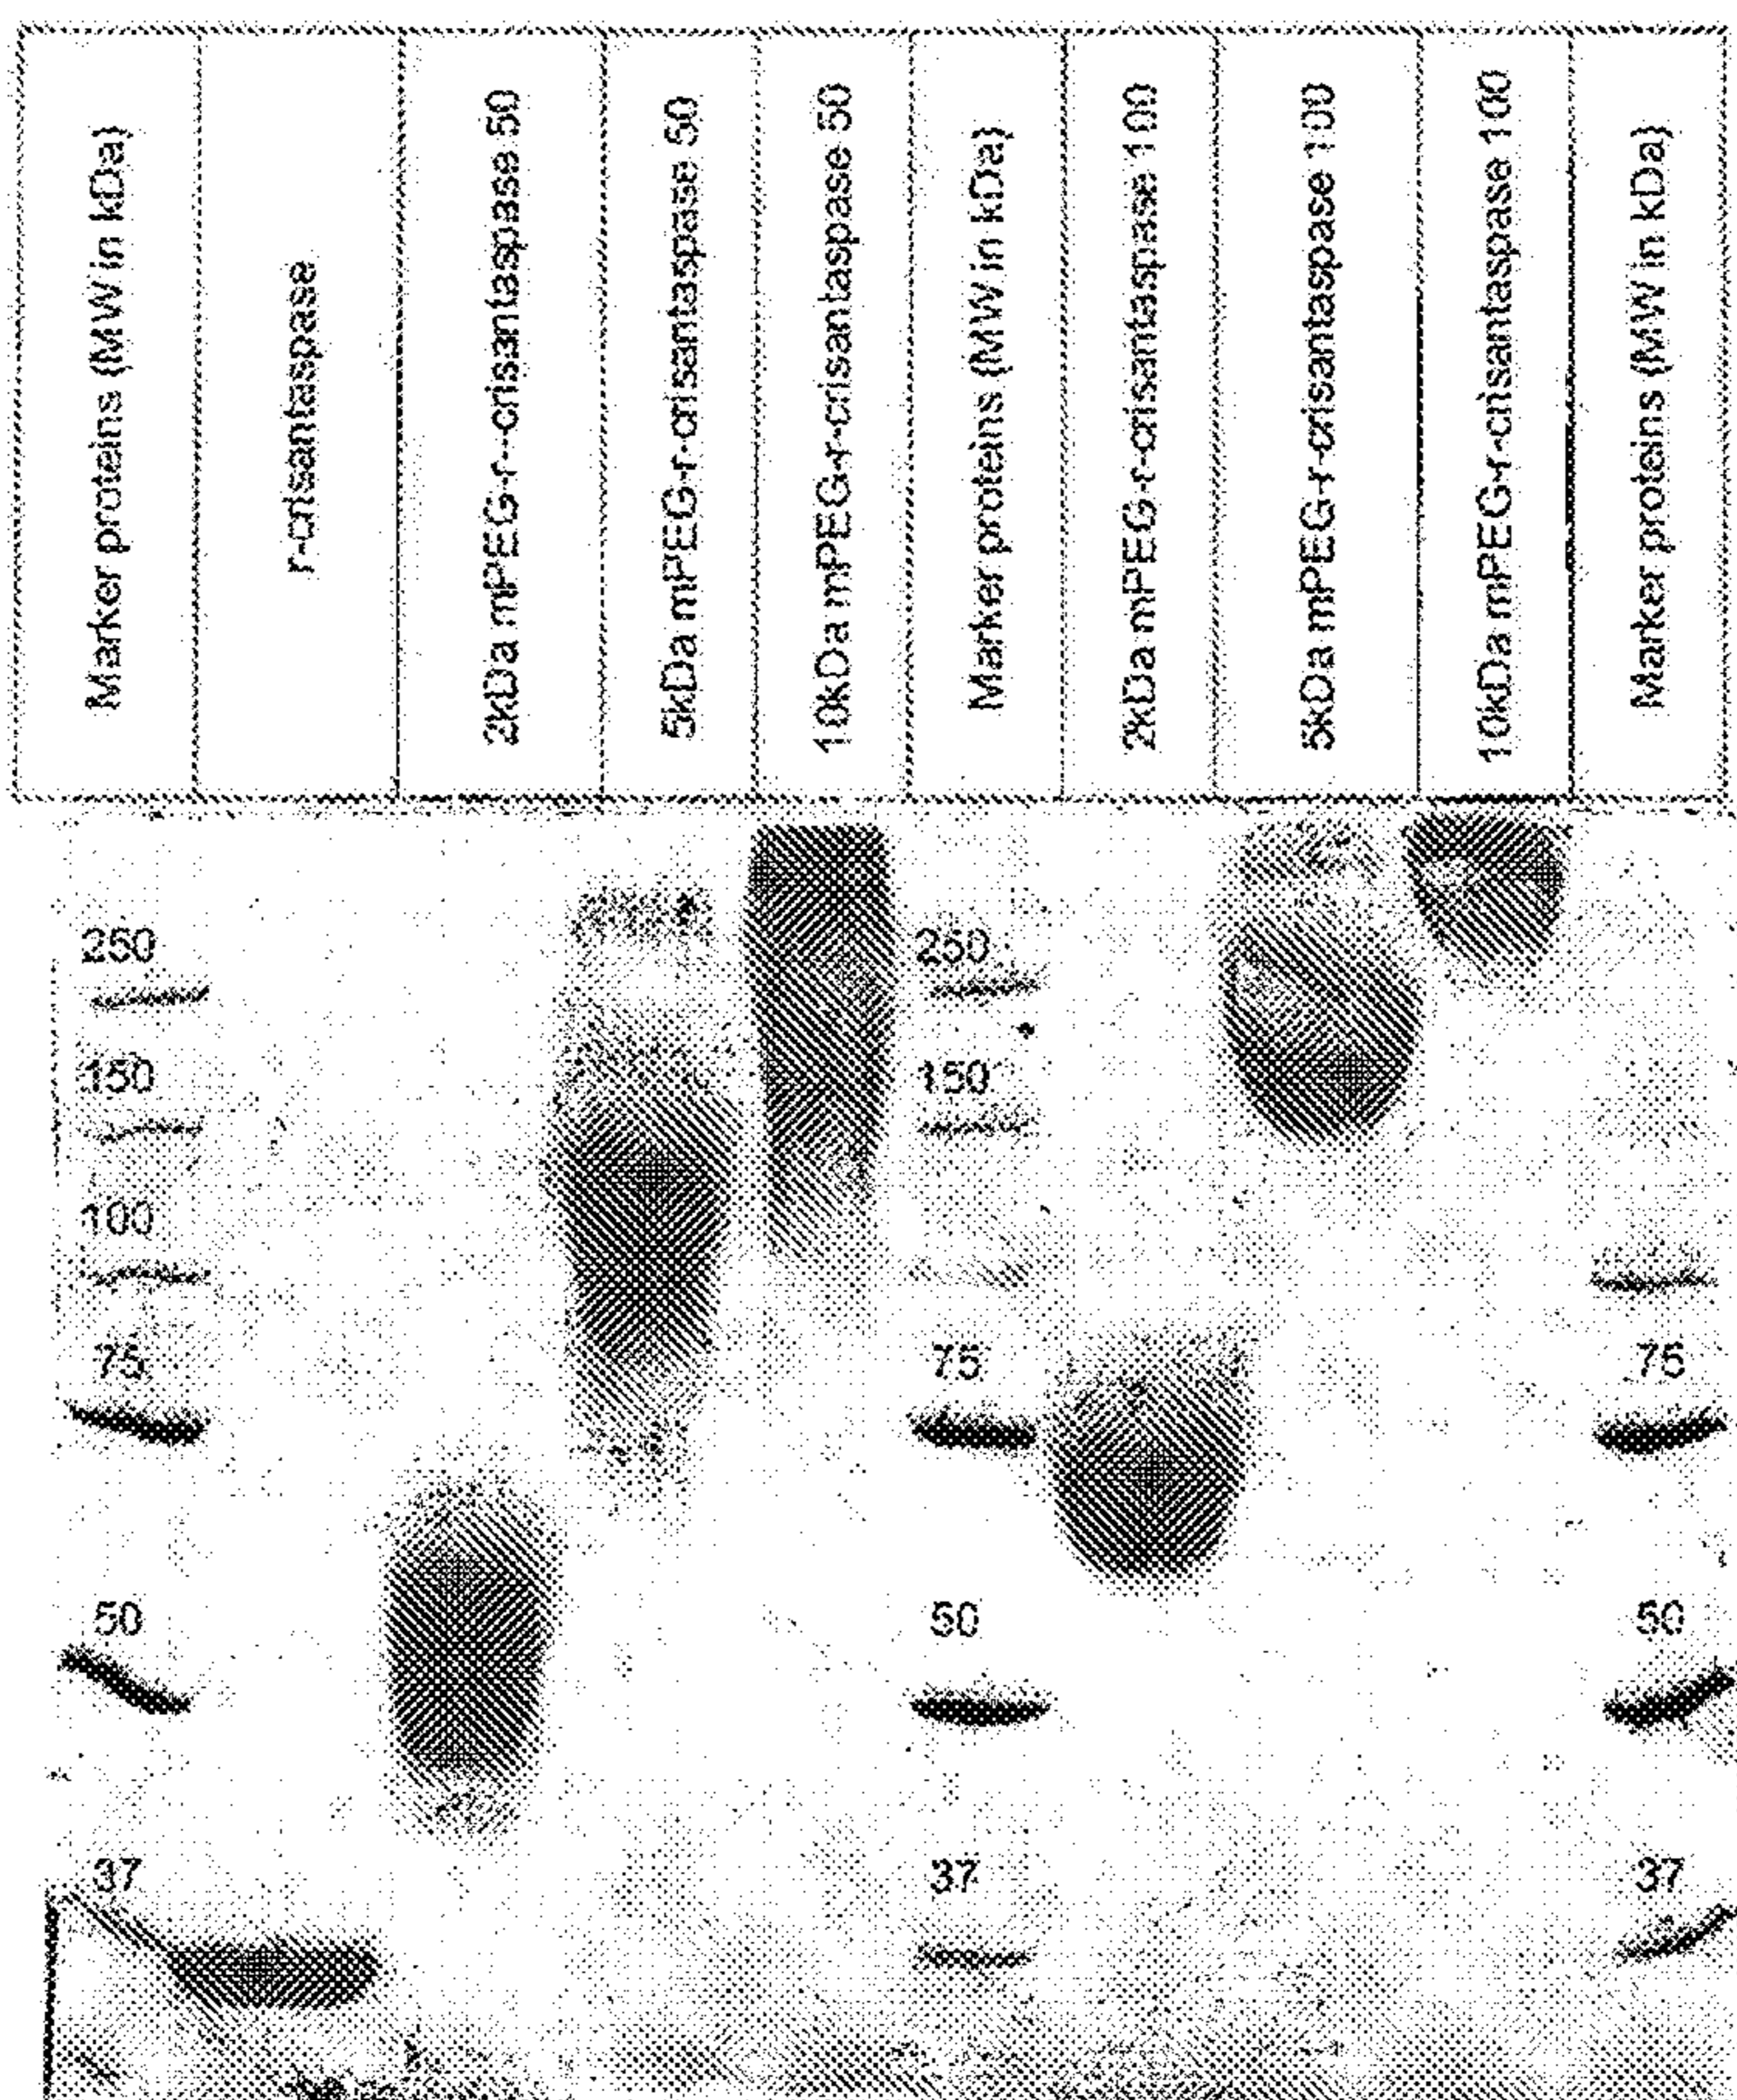 Marker proteins (MW in kDa)
r-crisantaspase
2kDa mPEG-r--crisantaspase 50
5kDa mPEG-r-crisantaspase 50
10kDa mPEG-r-crisantaspase 50
Marker proteins (MW in kDa)
2kDa mPEG-r-crisantaspase 100
5kDa mPEG-r-crisantaspase 100
10kDa mPEG-r-crisantaspase 100
Marker proteins (MW in kDa)
250 250
150 150
100
75 75 75
50 50 50
37 37 37